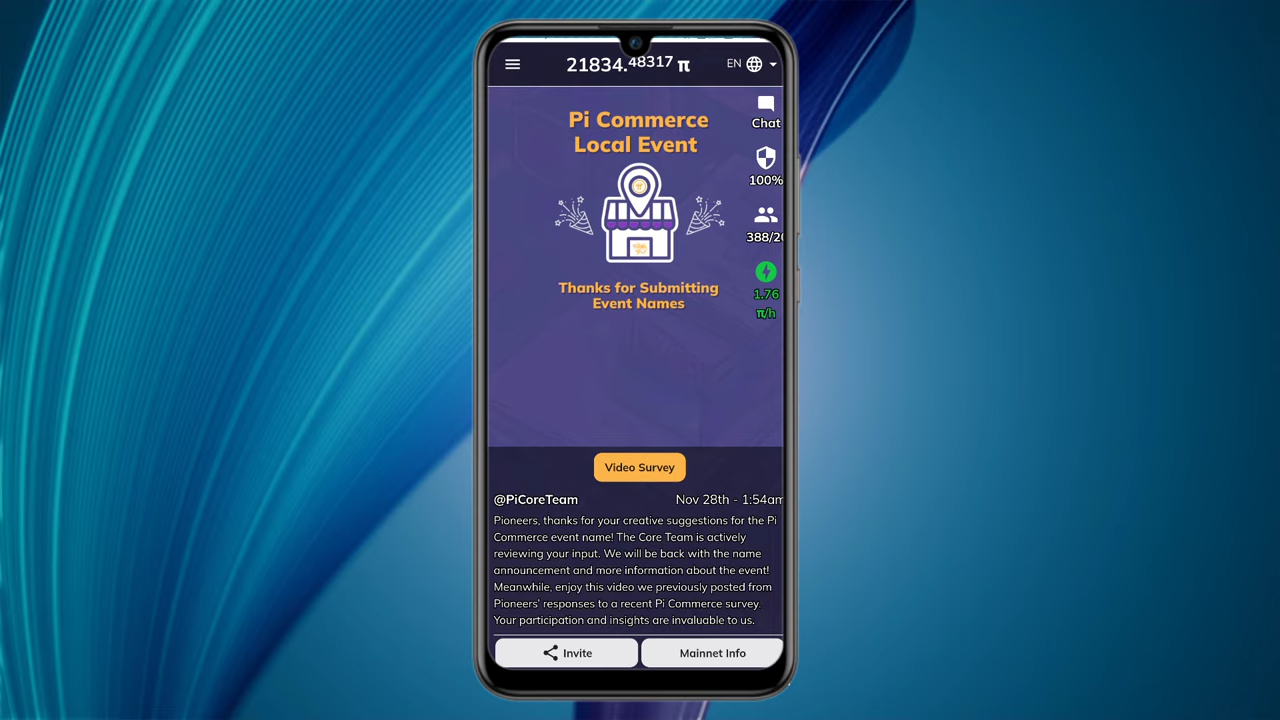 21834.48317 π
EN
Pi Commerce
Local Event
Chat
100%
388/20
1.76
π/h
Thanks for Submitting
Event Names
Video Survey
@PiCoreTeam
Nov 28th - 1:54am
Pioneers, thanks for your creative suggestions for the Pi
Commerce event name! The Core Team is actively
reviewing your input. We will be back with the name
announcement and more information about the event!
Meanwhile, enjoy this video we previously posted from
Pioneers' responses to a recent Pi Commerce survey.
Your participation and insights are invaluable to us.
Invite
Mainnet Info